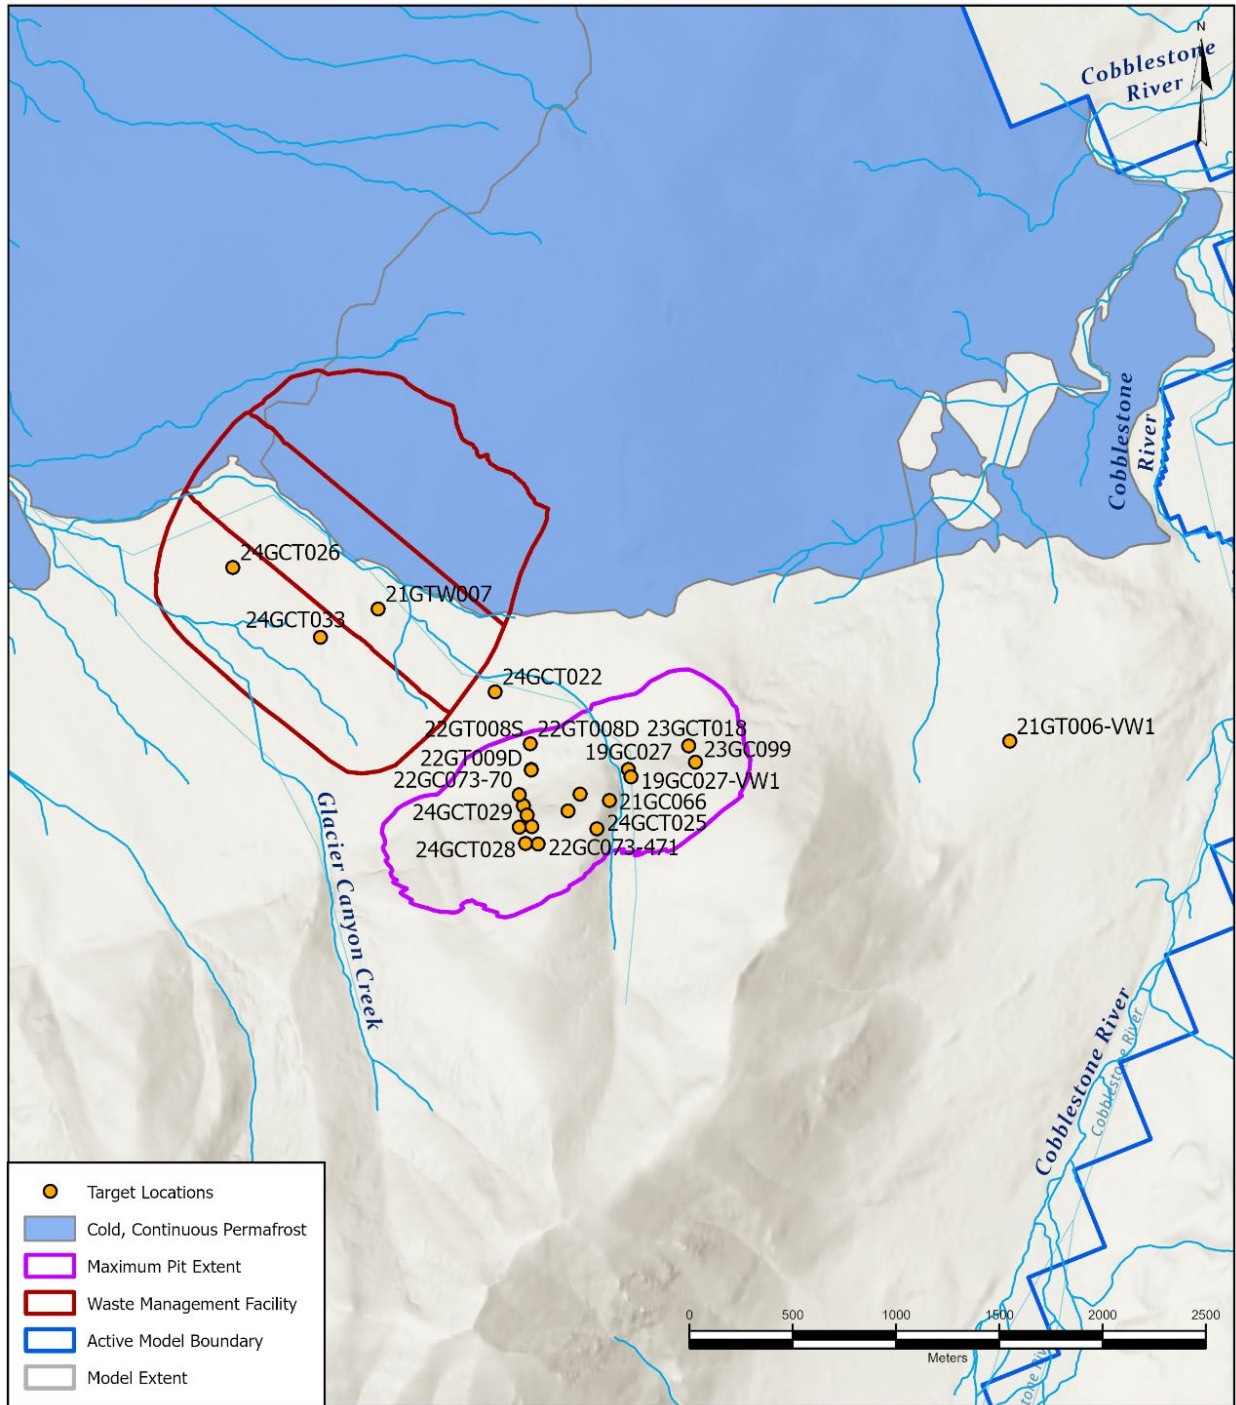 N
Cobblestone
River
Cobblestone
River
24GCT026
21GTW007
24GCT033
24GCT022
22GT008S 22GT008D 23GCT018
21GT006-VW1
22GT009D 19GC027 23GC099
22GC073-70 19GC027-VW1
24GCT029 21GC066
24GCT025
24GCT028 22GC073-471
Glacier Canyon Creek
Cobblestone River
Cobblestone River
Target Locations
Cold, Continuous Permafrost
Maximum Pit Extent
Waste Management Facility
Active Model Boundary
Model Extent
0 500 1000 1500 2000 2500
Meters